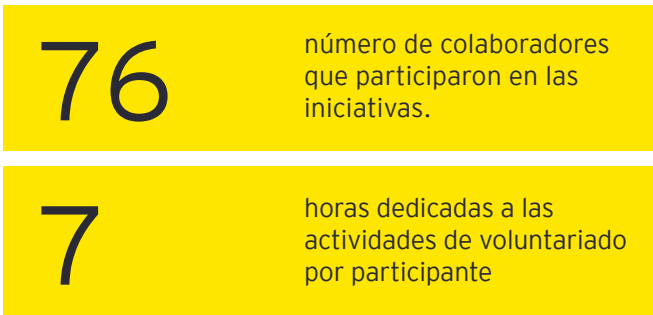 76
número de colaboradores
que participaron en las
iniciativas.
7
horas dedicadas a las
actividades de voluntariado
por participante